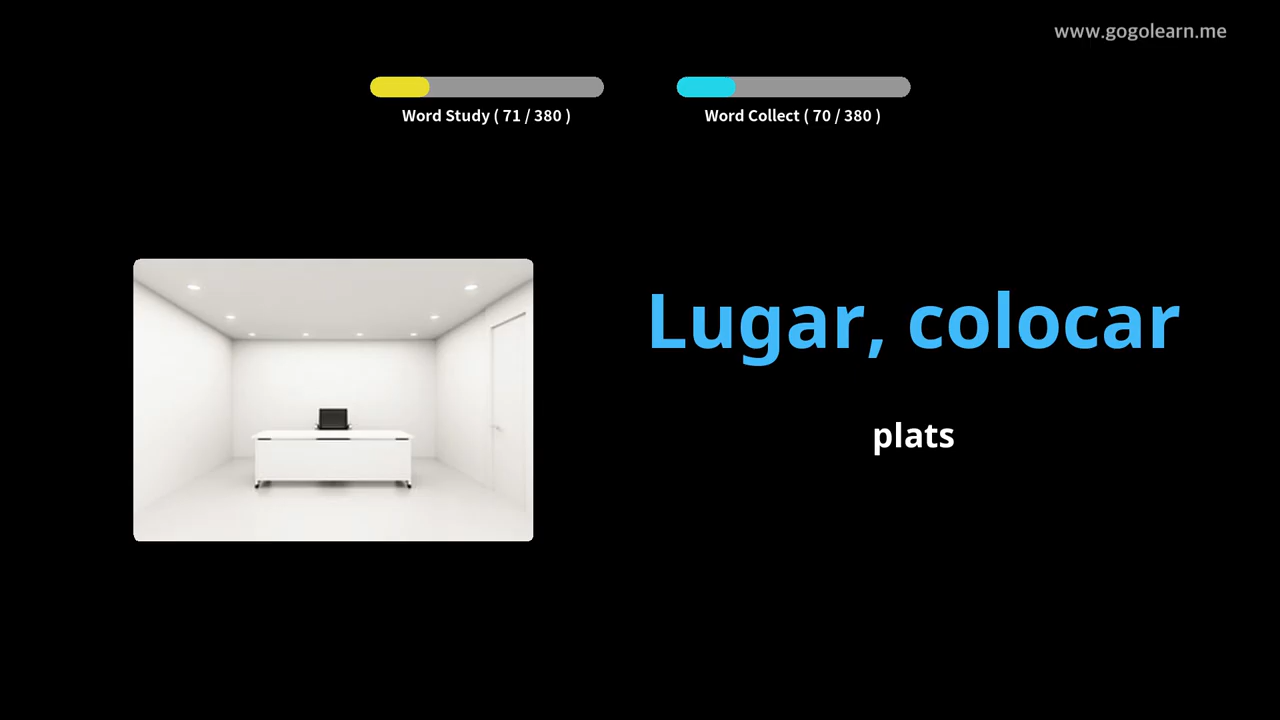 www.gogolearn.me
Word Study ( 71 / 380 )
Word Collect ( 70 / 380 )
Lugar, colocar
plats